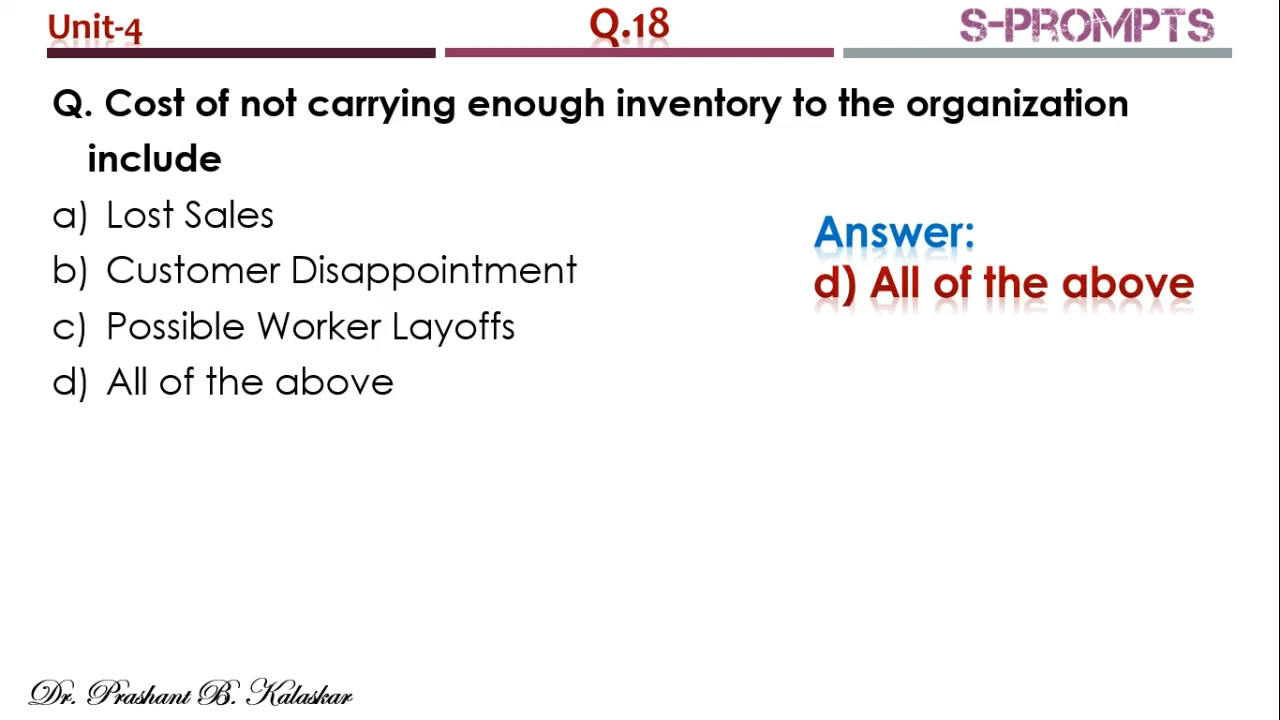 Unit-4
Q.18
S-PROMPTS
Q. Cost of not carrying enough inventory to the organization
include
a) Lost Sales
b) Customer Disappointment
c) Possible Worker Layoffs
d) All of the above
Answer:
d) All of the above
Dr. Prashant B. Kalaskar